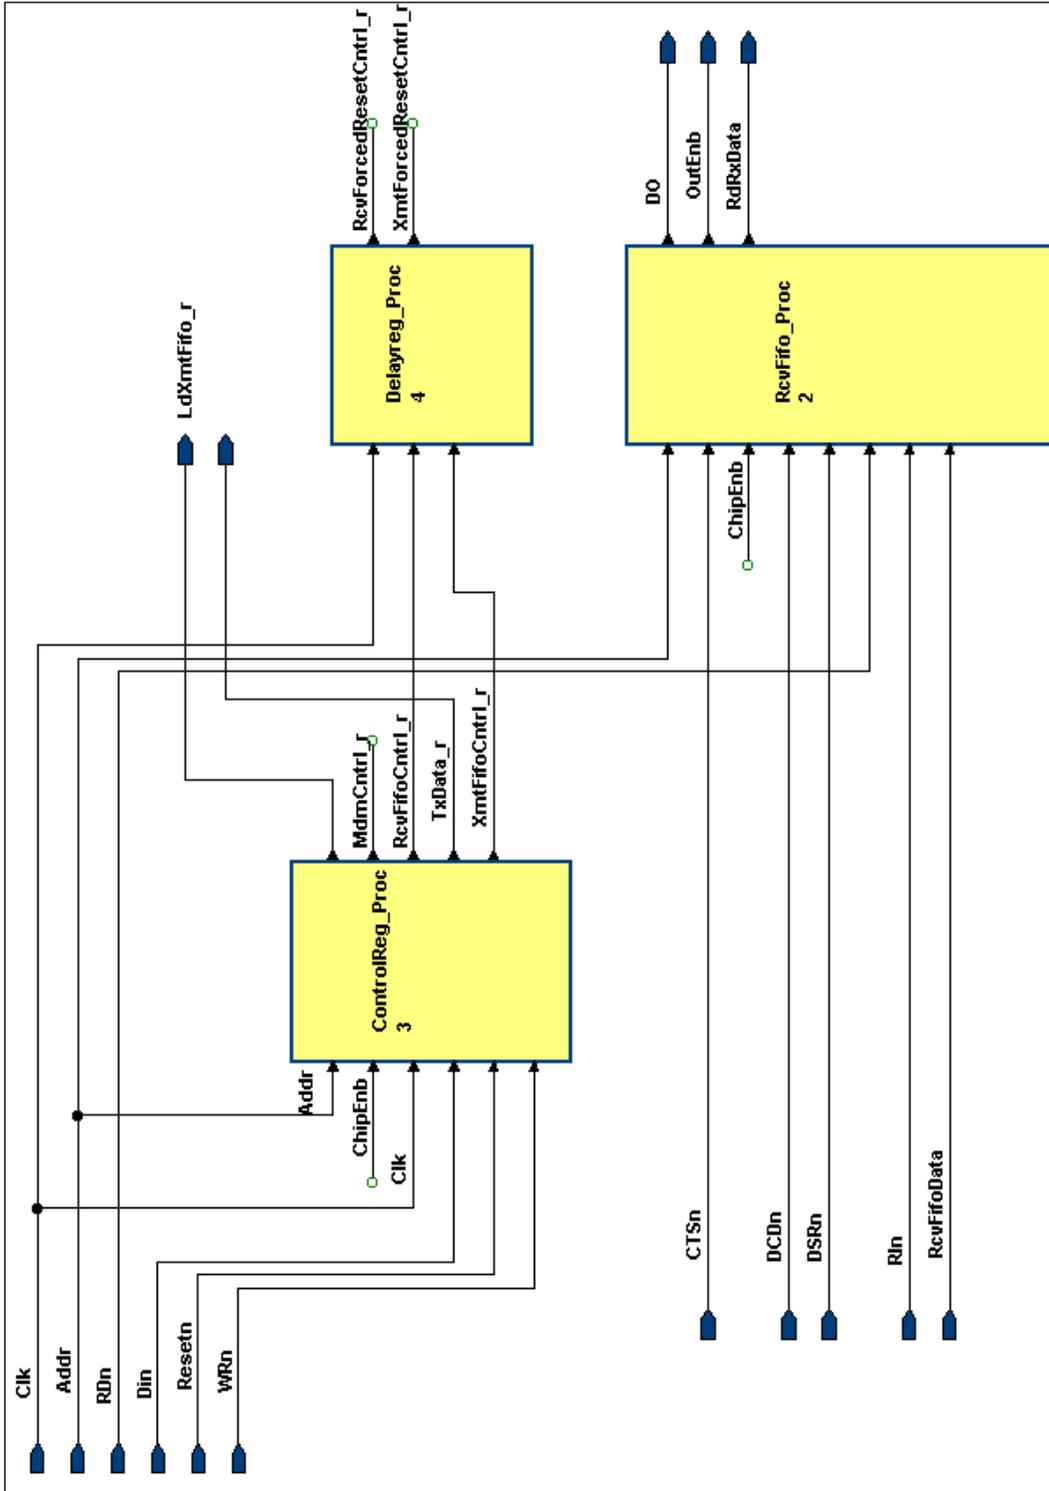 Clk
Addr
RDn
Din
Resetn
WRn
Addr
ChipEnb
Clk
ControlReg_Proc
3
MdmCntrl_r
RcvFifoCntrl_r
TxData_r
XmtFifoCntrl_r
LdXmtFifo_r
Delayreg_Proc
4
RcvForcedResetCntrl_r
XmtForcedResetCntrl_r
CTSn
DCDn
DSRn
RIn
RcvFifoData
ChipEnb
RcvFifo_Proc
2
DO
OutEnb
RdRxData